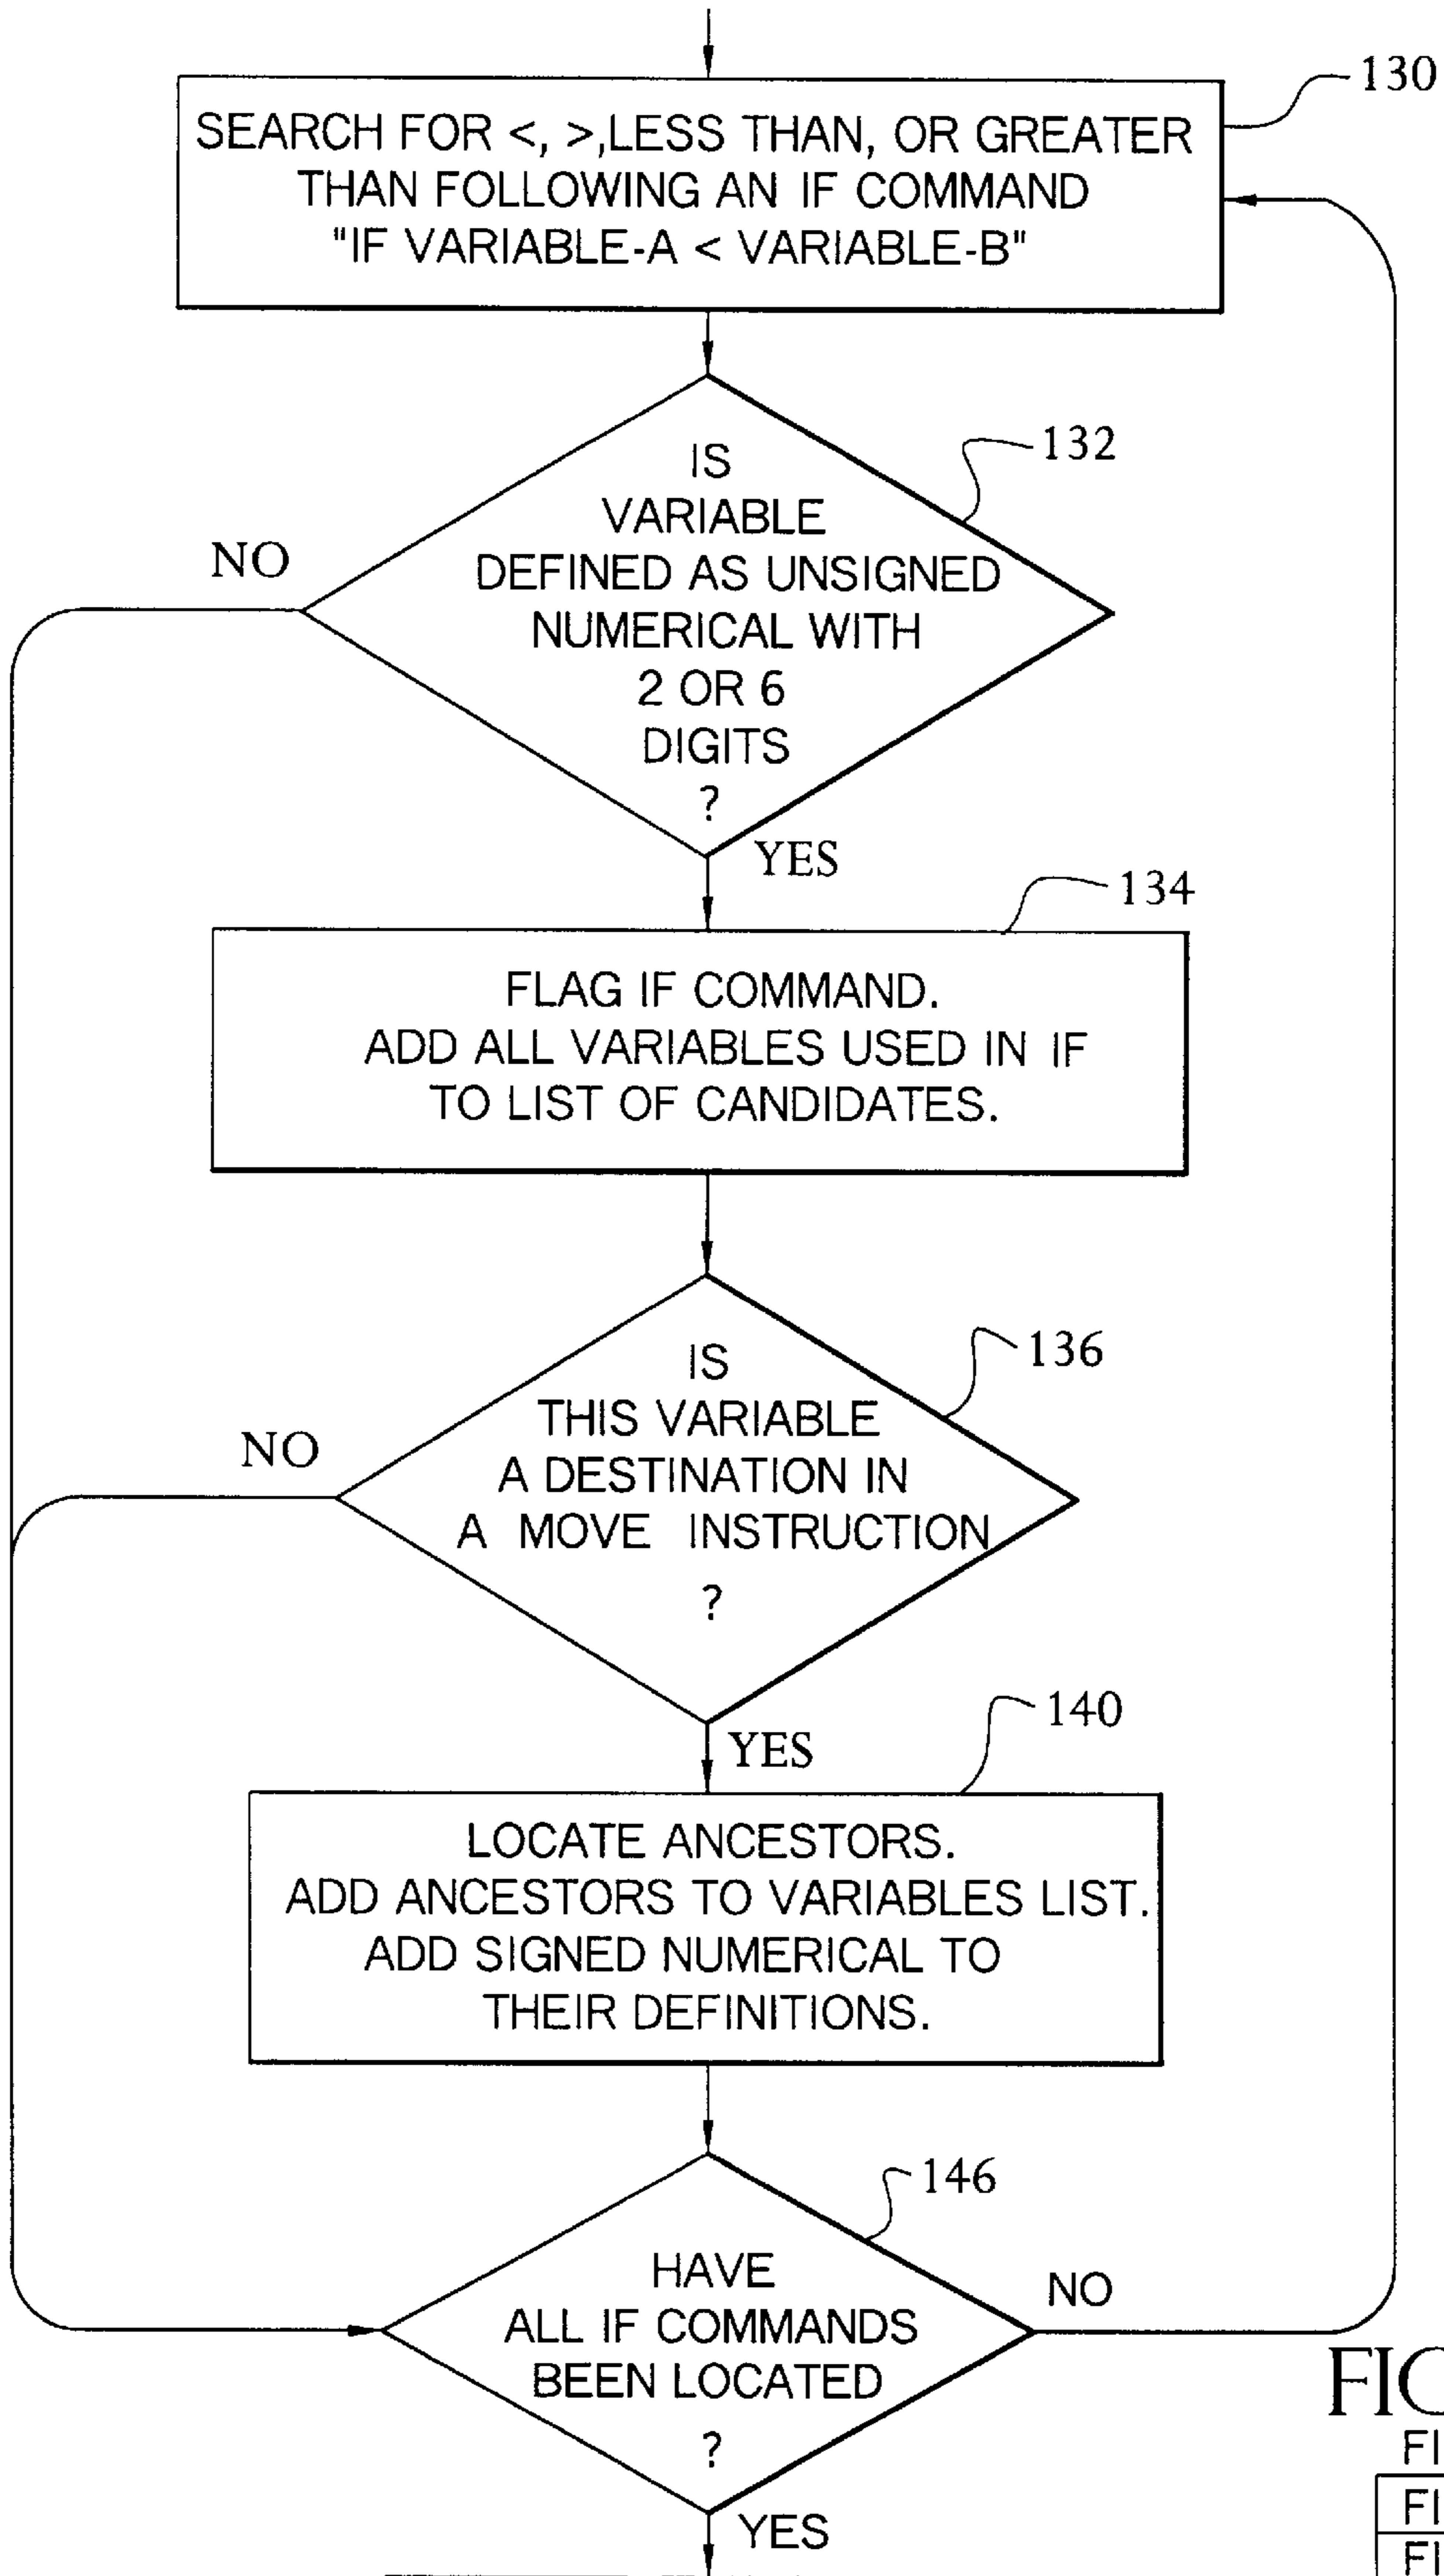 130
SEARCH FOR <, >,LESS THAN, OR GREATER
THAN FOLLOWING AN IF COMMAND
"IF VARIABLE-A < VARIABLE-B"
132
IS
VARIABLE
DEFINED AS UNSIGNED
NUMERICAL WITH
2 OR 6
DIGITS
?
NO
YES
134
FLAG IF COMMAND.
ADD ALL VARIABLES USED IN IF
TO LIST OF CANDIDATES.
136
IS
THIS VARIABLE
A DESTINATION IN
A MOVE INSTRUCTION
?
NO
YES
140
LOCATE ANCESTORS.
ADD ANCESTORS TO VARIABLES LIST.
ADD SIGNED NUMERICAL TO
THEIR DEFINITIONS.
146
HAVE
ALL IF COMMANDS
BEEN LOCATED
?
NO
YES